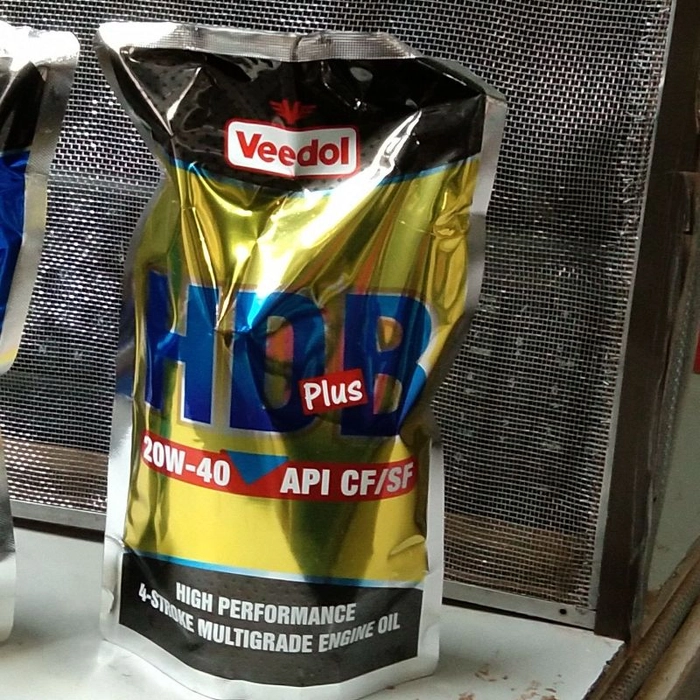 Veedol
HDB
Plus
20W-40 API CF/SF
HIGH PERFORMANCE
4-STROKE MULTIGRADE ENGINE OIL